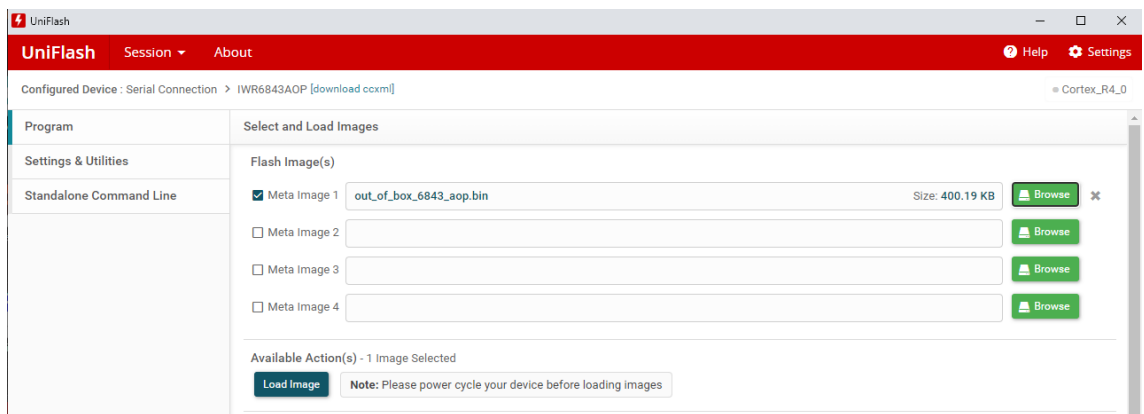 UniFlash
UniFlash Session About Help Settings
Configured Device : Serial Connection > IWR6843AOP [download ccxml] Cortex_R4_0
Program
Settings & Utilities
Standalone Command Line
Select and Load Images
Flash Image(s)
Meta Image 1 out_of_box_6843_aop.bin Size: 400.19 KB Browse
Meta Image 2 Browse
Meta Image 3 Browse
Meta Image 4 Browse
Available Action(s) - 1 Image Selected
Load Image Note: Please power cycle your device before loading images